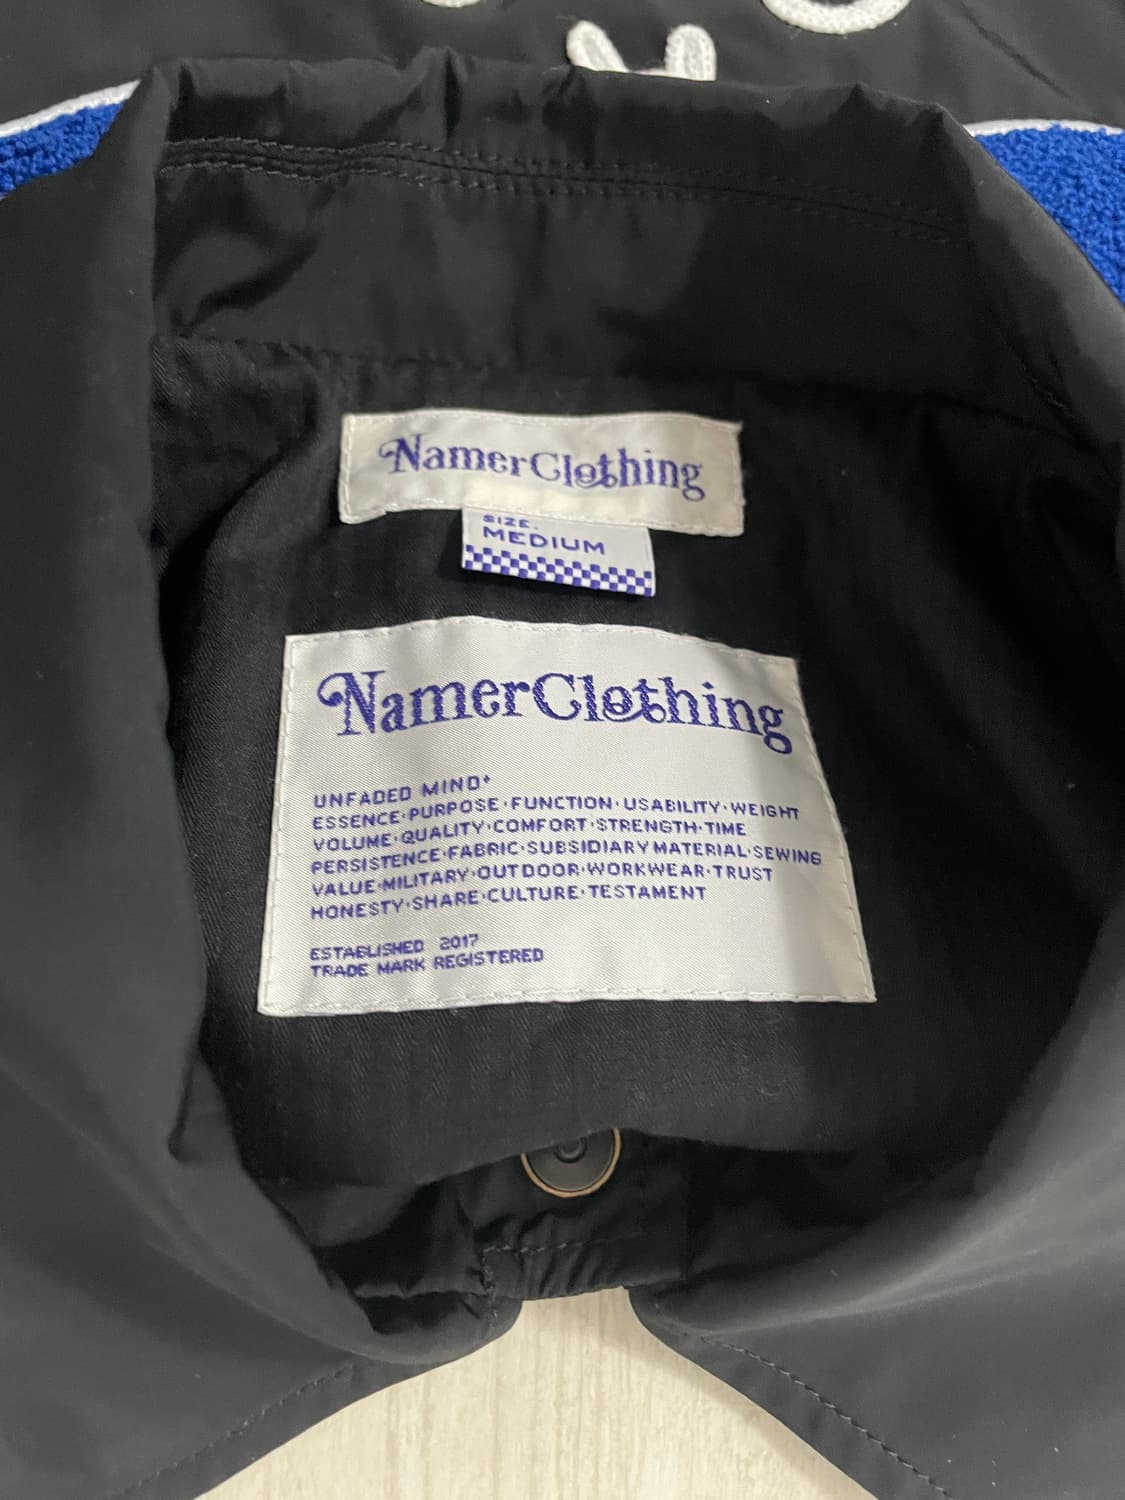 NamerClothing
SIZE.
MEDIUM
NamerClothing
UNFADED MIND+
ESSENCE·PURPOSE·FUNCTION·USABILITY·WEIGHT
VOLUME·QUALITY·COMFORT·STRENGTH·TIME
PERSISTENCE·FABRIC·SUBSIDIARY MATERIAL·SEWING
VALUE·MILITARY·OUTDOOR·WORKWEAR·TRUST
HONESTY·SHARE·CULTURE·TESTAMENT
ESTABLISHED 2017
TRADE MARK REGISTERED